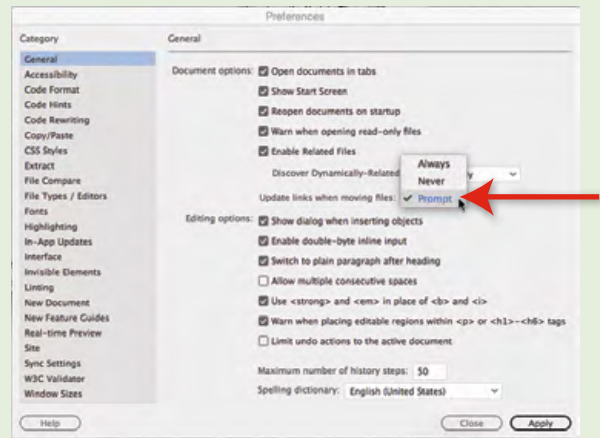 Preferences
Category
General
Accessibility
Code Format
Code Hints
Code Rewriting
Copy/Paste
CSS Styles
Extract
File Compare
File Types / Editors
Fonts
Highlighting
In-App Updates
Interface
Invisible Elements
Linting
New Document
New Feature Guides
Real-time Preview
Site
Sync Settings
W3C Validator
Window Sizes
General
Document options: Open documents in tabs
Show Start Screen
Reopen documents on startup
Warn when opening read-only files
Enable Related Files
Discover Dynamically-Related
Always
Never
Update links when moving files: Prompt
Editing options: Show dialog when inserting objects
Enable double-byte inline input
Switch to plain paragraph after heading
Allow multiple consecutive spaces
Use <strong> and <em> in place of <b> and <i>
Warn when placing editable regions within <p> or <h1>-<h6> tags
Limit undo actions to the active document
Maximum number of history steps: 50
Spelling dictionary: English (United States)
Help
Close
Apply